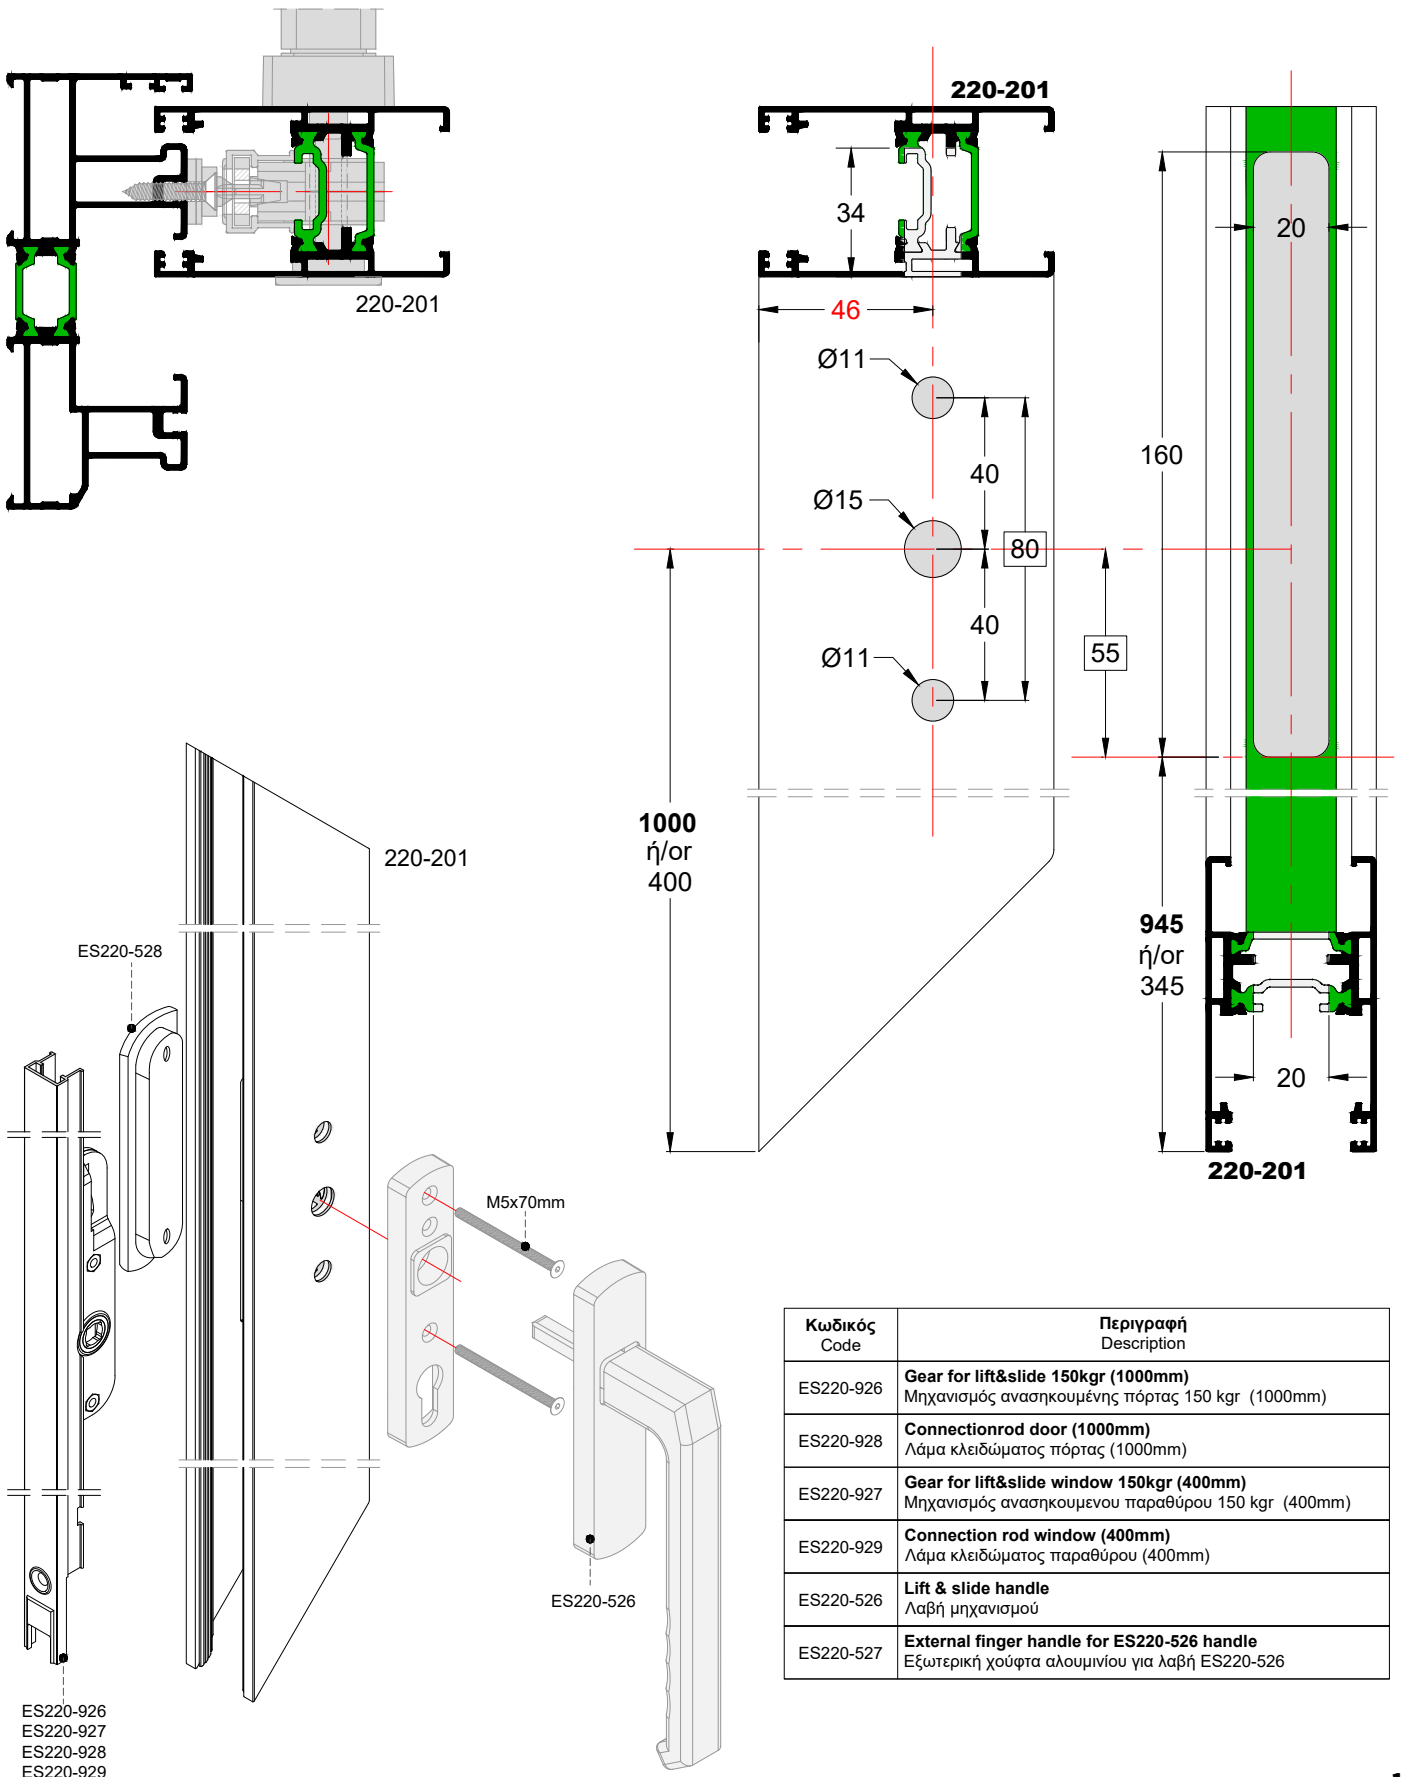 220-201
220-201
34
46
Ø11
40
Ø15
80
40
Ø11
55
1000
ή/or
400
20
160
945
ή/or
345
20
220-201
220-201
ES220-528
M5x70mm
ES220-526
ES220-926
ES220-927
ES220-928
ES220-929
Κωδικός
Code
Περιγραφή
Description
ES220-926
Gear for lift&slide 150kgr (1000mm)
Μηχανισμός ανασηκουμένης πόρτας 150 kgr (1000mm)
ES220-928
Connectionrod door (1000mm)
Λάμα κλειδώματος πόρτας (1000mm)
ES220-927
Gear for lift&slide window 150kgr (400mm)
Μηχανισμός ανασηκουμενου παραθύρου 150 kgr (400mm)
ES220-929
Connection rod window (400mm)
Λάμα κλειδώματος παραθύρου (400mm)
ES220-526
Lift & slide handle
Λαβή μηχανισμού
ES220-527
External finger handle for ES220-526 handle
Εξωτερική χούφτα αλουμινίου για λαβή ES220-526